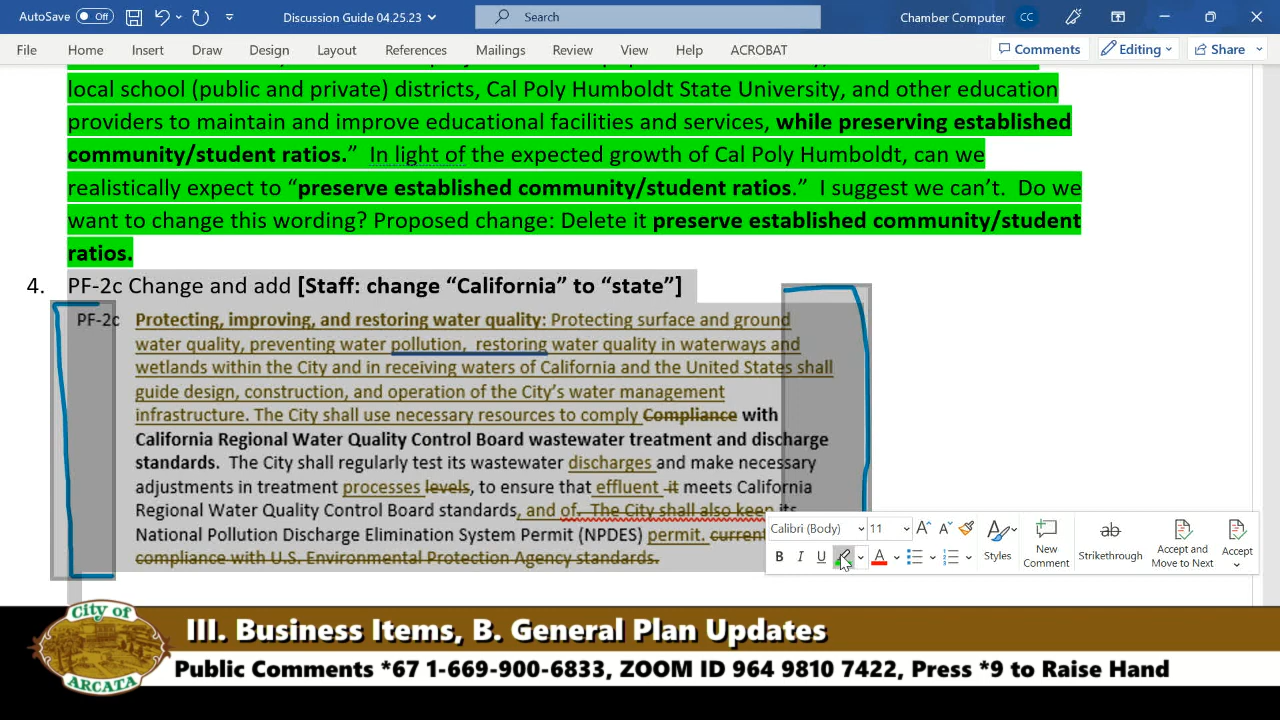 AutoSave Off Discussion Guide 04.25.23 Search Chamber Computer CC
File Home Insert Draw Design Layout References Mailings Review View Help ACROBAT Comments Editing Share
local school (public and private) districts, Cal Poly Humboldt State University, and other education
providers to maintain and improve educational facilities and services, while preserving established
community/student ratios.”  In light of the expected growth of Cal Poly Humboldt, can we
realistically expect to “preserve established community/student ratios.”  I suggest we can’t.  Do we
want to change this wording? Proposed change: Delete it preserve established community/student
ratios.
4. PF-2c Change and add [Staff: change “California” to “state”]
PF-2c Protecting, improving, and restoring water quality: Protecting surface and ground
water quality, preventing water pollution,  restoring water quality in waterways and
wetlands within the City and in receiving waters of California and the United States shall
guide design, construction, and operation of the City’s water management
infrastructure. The City shall use necessary resources to comply Compliance with
California Regional Water Quality Control Board wastewater treatment and discharge
standards.  The City shall regularly test its wastewater discharges and make necessary
adjustments in treatment processes levels, to ensure that effluent it meets California
Regional Water Quality Control Board standards, and of.  The City shall also keep its
National Pollution Discharge Elimination System Permit (NPDES) permit. current
compliance with U.S. Environmental Protection Agency standards.
Calibri (Body) 11 A A A
B I U A Styles New Comment ab Strikethrough Accept and Move to Next Accept
City of ARCATA
III. Business Items, B. General Plan Updates
Public Comments *67 1-669-900-6833, ZOOM ID 964 9810 7422, Press *9 to Raise Hand